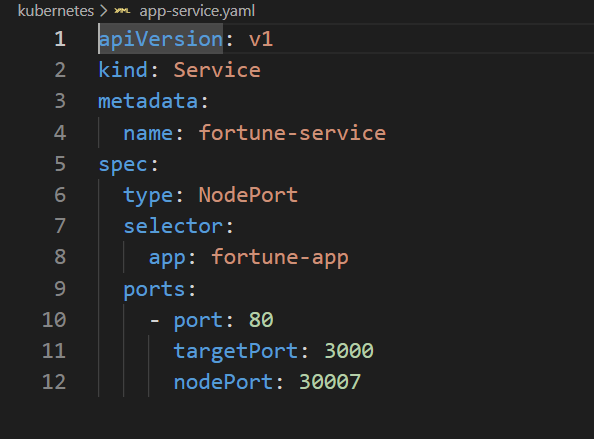 kubernetes > YAML app-service.yaml
1 apiVersion: v1
2 kind: Service
3 metadata:
4   name: fortune-service
5 spec:
6   type: NodePort
7   selector:
8     app: fortune-app
9   ports:
10     - port: 80
11       targetPort: 3000
12       nodePort: 30007